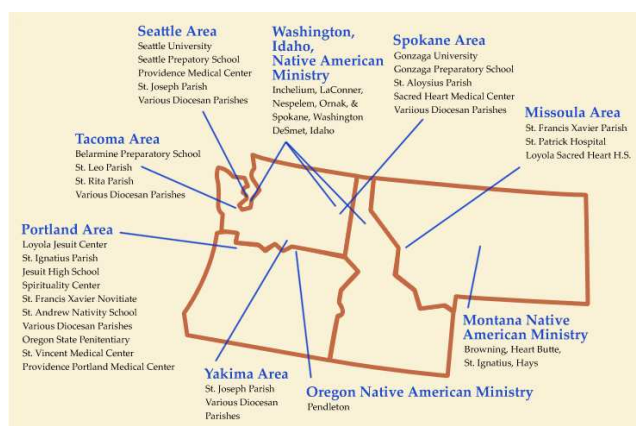 Seattle Area
Seattle University
Seattle Prepatory School
Providence Medical Center
St. Joseph Parish
Various Diocesan Parishes
Washington,
Idaho,
Native American
Ministry
Inchelium, LaConner,
Nespelem, Ornak, &
Spokane, Washington
DeSmet, Idaho
Spokane Area
Gonzaga University
Gonzaga Preparatory School
St. Aloysius Parish
Sacred Heart Medical Center
Variious Diocesan Parishes
Missoula Area
St. Francis Xavier Parish
St. Patrick Hospital
Loyola Sacred Heart H.S.
Tacoma Area
Belarmine Preparatory School
St. Leo Parish
St. Rita Parish
Various Diocesan Parishes
Portland Area
Loyola Jesuit Center
St. Ignatius Parish
Jesuit High School
Spirituality Center
St. Francis Xavier Novitiate
St. Andrew Nativity School
Various Diocesan Parishes
Oregon State Penitentiary
St. Vincent Medical Center
Providence Portland Medical Center
Yakima Area
St. Joseph Parish
Various Diocesan
Parishes
Oregon Native American Ministry
Pendleton
Montana Native
American Ministry
Browning, Heart Butte,
St. Ignatius, Hays